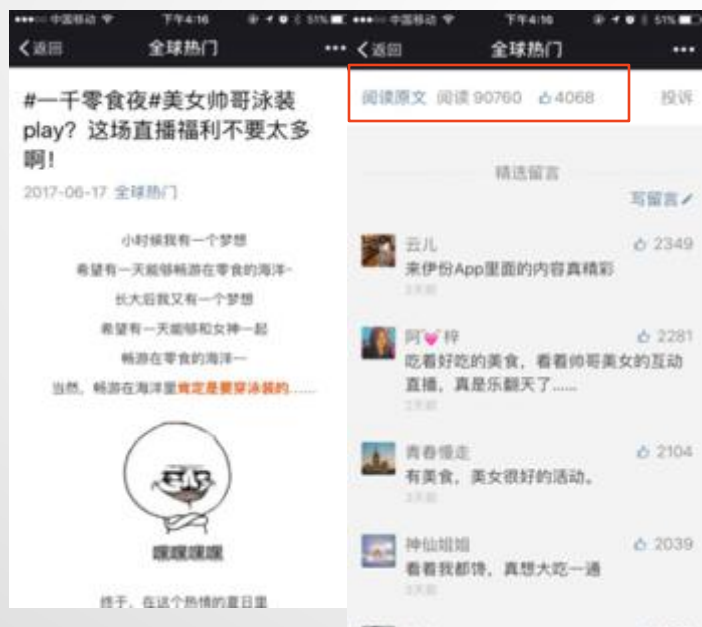 中国移动 下午4:16 51%
返回 全球热门
#一千零食夜#美女帅哥泳装
play？这场直播福利不要太多
啊！
2017-06-17 全球热门
小时候我有一个梦想
希望有一天能够畅游在零食的海洋~
长大后我又有一个梦想
希望有一天能够和女神一起
畅游在零食的海洋—
当然，畅游在海洋里肯定是要穿泳装的……
嘿嘿嘿嘿
终于，在这个热情的夏日里
中国移动 下午4:16 51%
返回 全球热门
阅读原文 阅读 90760 4068 投诉
精选留言
写留言
云儿 2349
来伊份App里面的内容真精彩
阿💓梓 2281
吃着好吃的美食，看着帅哥美女的互动
直播，真是乐翻天了......
青春慢走 2104
有美食，美女很好的活动。
神仙姐姐 2039
看着我都馋，真想大吃一通